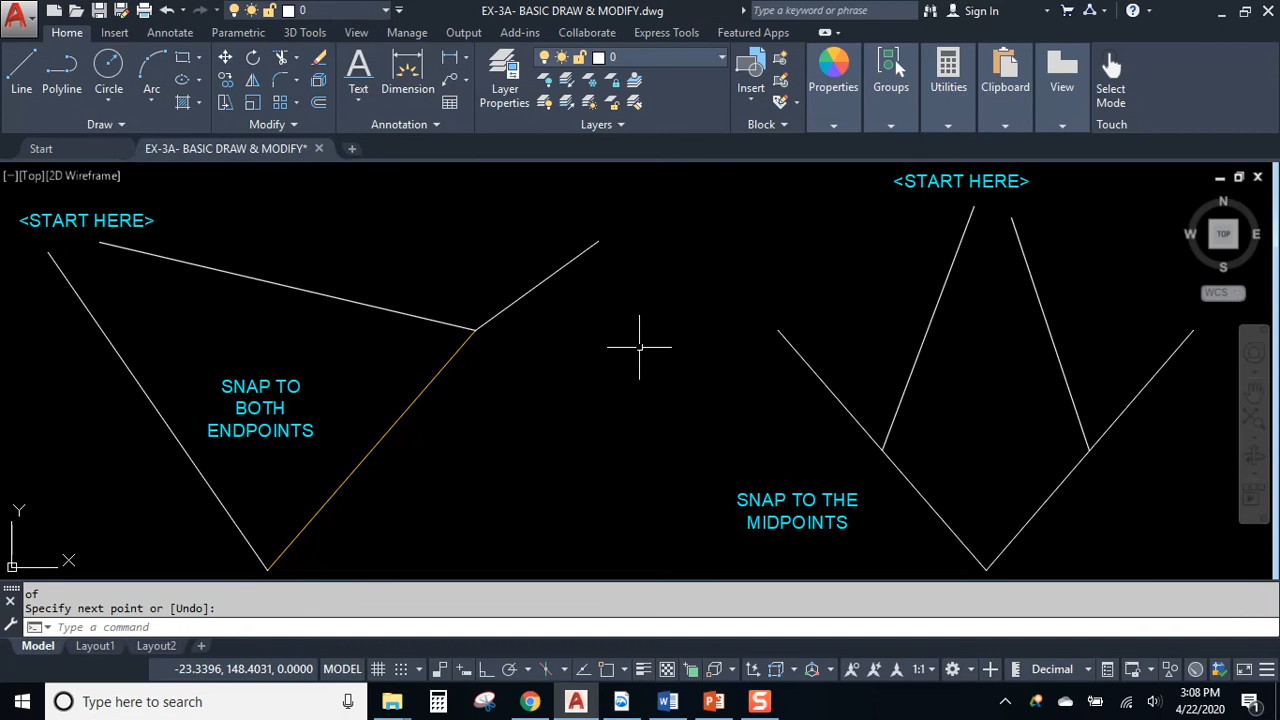 0
EX-3A- BASIC DRAW & MODIFY.dwg
Type a keyword or phrase
Sign In
Home Insert Annotate Parametric 3D Tools View Manage Output Add-ins Collaborate Express Tools Featured Apps
0
Line Polyline Circle Arc
Text Dimension
Layer Properties
Insert
Properties Groups Utilities Clipboard View
Select Mode
Draw Modify Annotation Layers Block Touch
Start EX-3A- BASIC DRAW & MODIFY*
[−][Top][2D Wireframe]
<START HERE>
<START HERE>
N
W TOP E
S
WCS
SNAP TO
BOTH
ENDPOINTS
SNAP TO THE
MIDPOINTS
Y
X
of
Specify next point or [Undo]:
Type a command
Model Layout1 Layout2
-23.3396, 148.4031, 0.0000 MODEL 1:1 Decimal
Type here to search
3:08 PM
4/22/2020